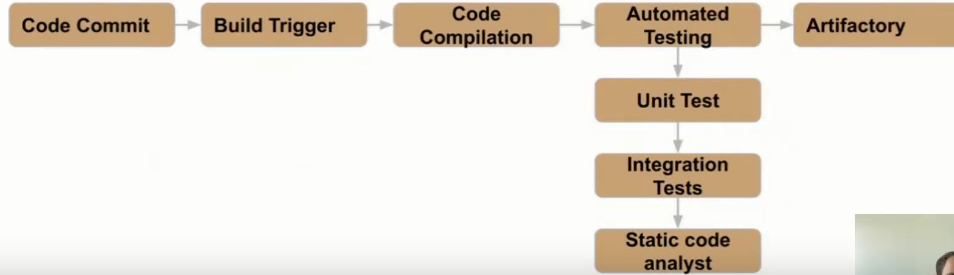 Code Commit
Build Trigger
Code
Compilation
Automated
Testing
Artifactory
Unit Test
Integration
Tests
Static code
analyst